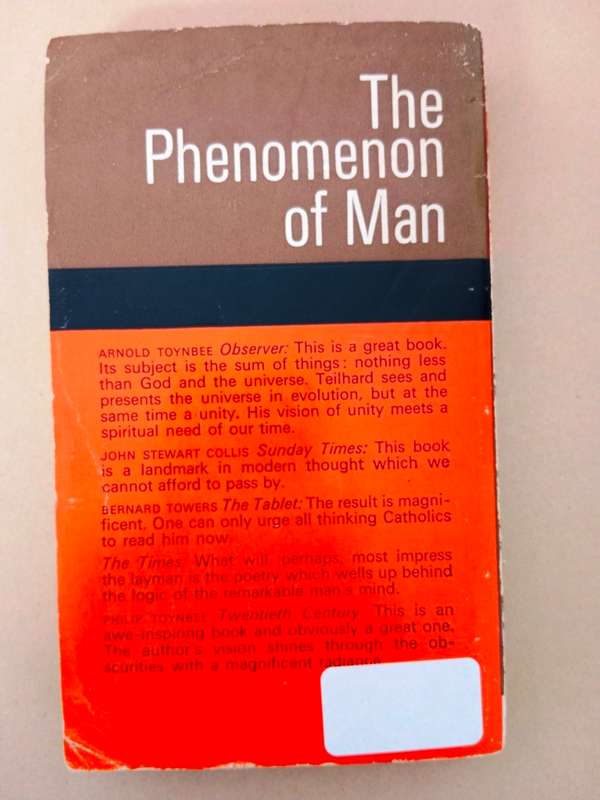 The
Phenomenon
of Man
ARNOLD TOYNBEE Observer: This is a great book.
Its subject is the sum of things: nothing less
than God and the universe. Teilhard sees and
presents the universe in evolution, but at the
same time a unity. His vision of unity meets a
spiritual need of our time.
JOHN STEWART COLLIS Sunday Times: This book
is a landmark in modern thought which we
cannot afford to pass by.
BERNARD TOWERS The Tablet: The result is magni-
ficent. One can only urge all thinking Catholics
to read him now.
The Times What will, perhaps, most impress
the layman is the poetry which wells up behind
the logic of the remarkable man's mind.
PHILIP TOYNBEE Twentieth Century This is an
awe-inspiring book and obviously a great one.
The author's vision shines through the ob-
scurities with a magnificent radiance.